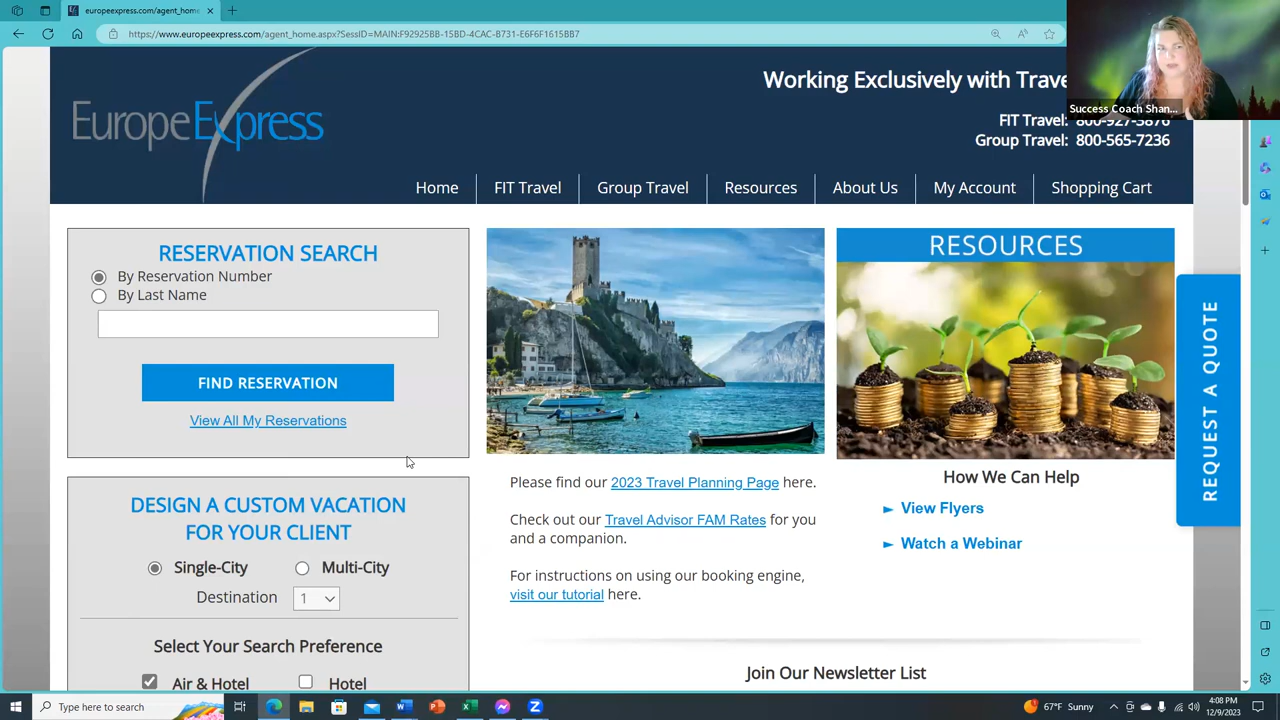 europeexpress.com/agent_hom
https://www.europeexpress.com/agent_home.aspx?SessID=MAIN:F92925BB-15BD-4CAC-B731-E6F6F1615BB7
Success Coach Shan...
EuropeExpress
Working Exclusively with Trave
FIT Travel: 800-927-3876
Group Travel: 800-565-7236
Home
FIT Travel
Group Travel
Resources
About Us
My Account
Shopping Cart
RESERVATION SEARCH
By Reservation Number
By Last Name
FIND RESERVATION
View All My Reservations
DESIGN A CUSTOM VACATION
FOR YOUR CLIENT
Single-City
Multi-City
Destination
1
Select Your Search Preference
Air & Hotel
Hotel
Please find our 2023 Travel Planning Page here.
Check out our Travel Advisor FAM Rates for you
and a companion.
For instructions on using our booking engine,
visit our tutorial here.
RESOURCES
How We Can Help
► View Flyers
► Watch a Webinar
REQUEST A QUOTE
Join Our Newsletter List
Type here to search
67°F Sunny
4:08 PM
12/9/2023